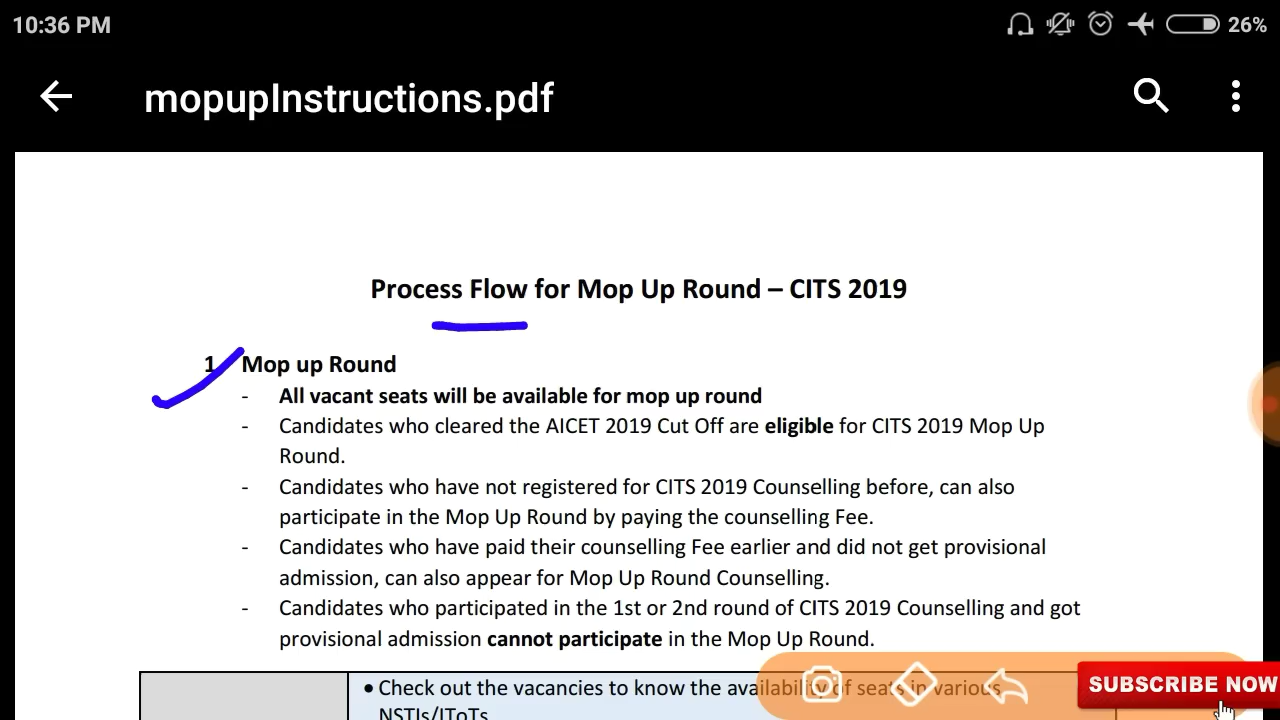 10:36 PM
26%
mopupInstructions.pdf
Process Flow for Mop Up Round – CITS 2019
1 Mop up Round
- All vacant seats will be available for mop up round
- Candidates who cleared the AICET 2019 Cut Off are eligible for CITS 2019 Mop Up
Round.
- Candidates who have not registered for CITS 2019 Counselling before, can also
participate in the Mop Up Round by paying the counselling Fee.
- Candidates who have paid their counselling Fee earlier and did not get provisional
admission, can also appear for Mop Up Round Counselling.
- Candidates who participated in the 1st or 2nd round of CITS 2019 Counselling and got
provisional admission cannot participate in the Mop Up Round.
• Check out the vacancies to know the availability of seats in various
NSTIs/IToTs
SUBSCRIBE NOW